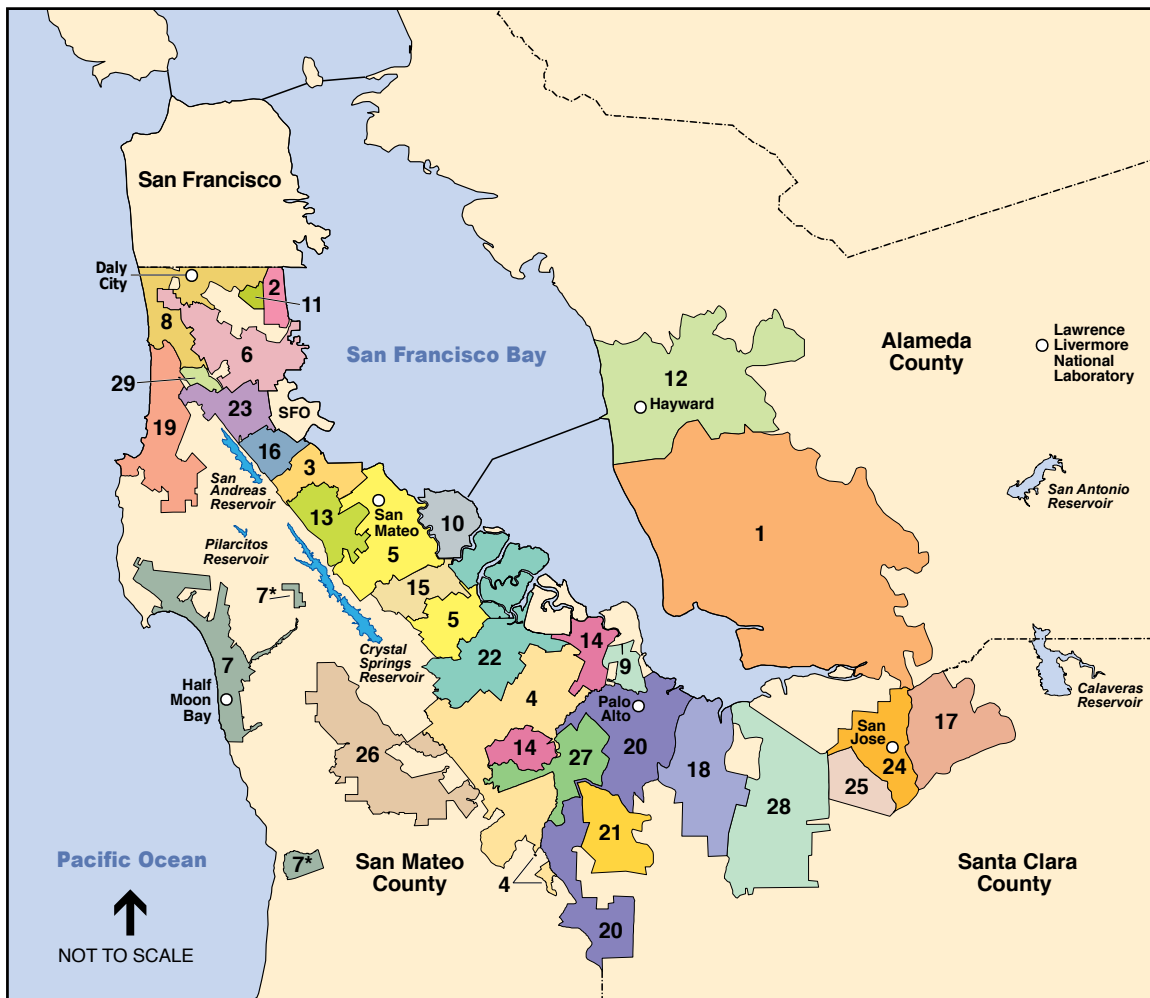 San Francisco
Daly
City
2
11
8
6
San Francisco Bay
29
23
SFO
19
16
3
San
Andreas
Reservoir
13
San
Mateo
10
Pilarcitos
Reservoir
5
7*
15
5
Crystal
Springs
Reservoir
22
14
9
7
Half
Moon
Bay
4
Palo
Alto
26
14
27
20
18
28
21
7*
4
20
12
Hayward
Alameda
County
Lawrence
Livermore
National
Laboratory
San Antonio
Reservoir
1
Calaveras
Reservoir
17
San
Jose
24
25
Pacific Ocean
San Mateo
County
Santa Clara
County
NOT TO SCALE